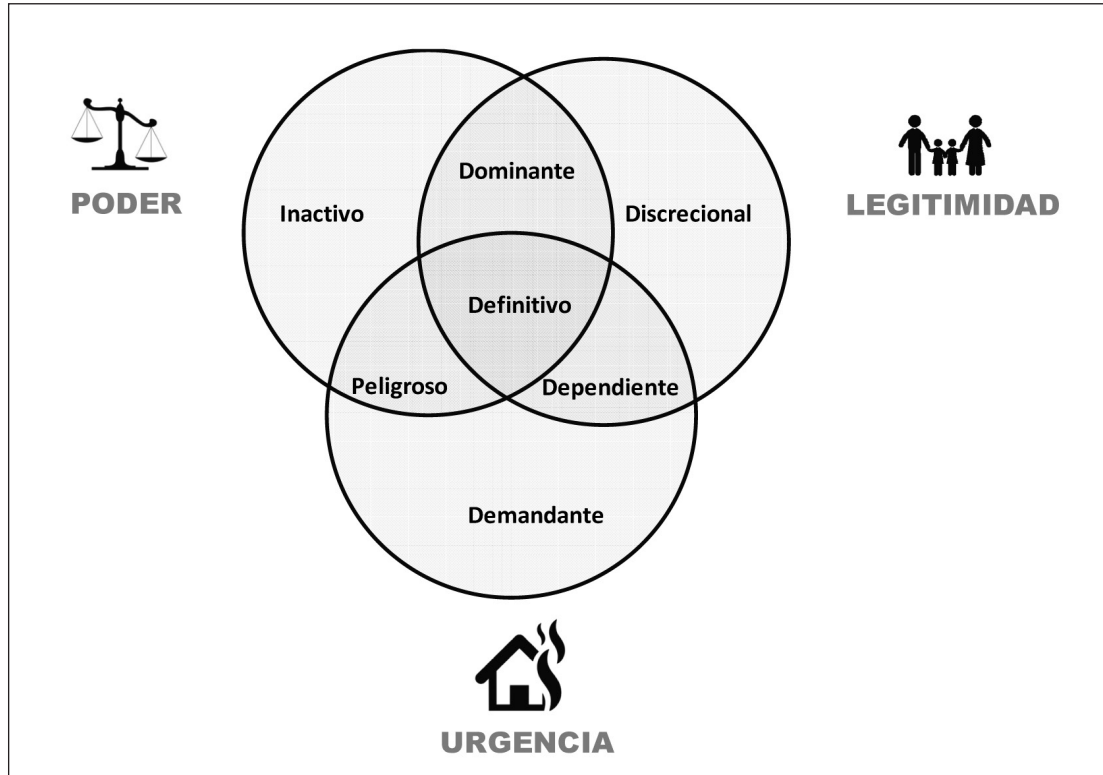 PODER
LEGITIMIDAD
Dominante
Inactivo
Discrecional
Definitivo
Peligroso
Dependiente
Demandante
URGENCIA